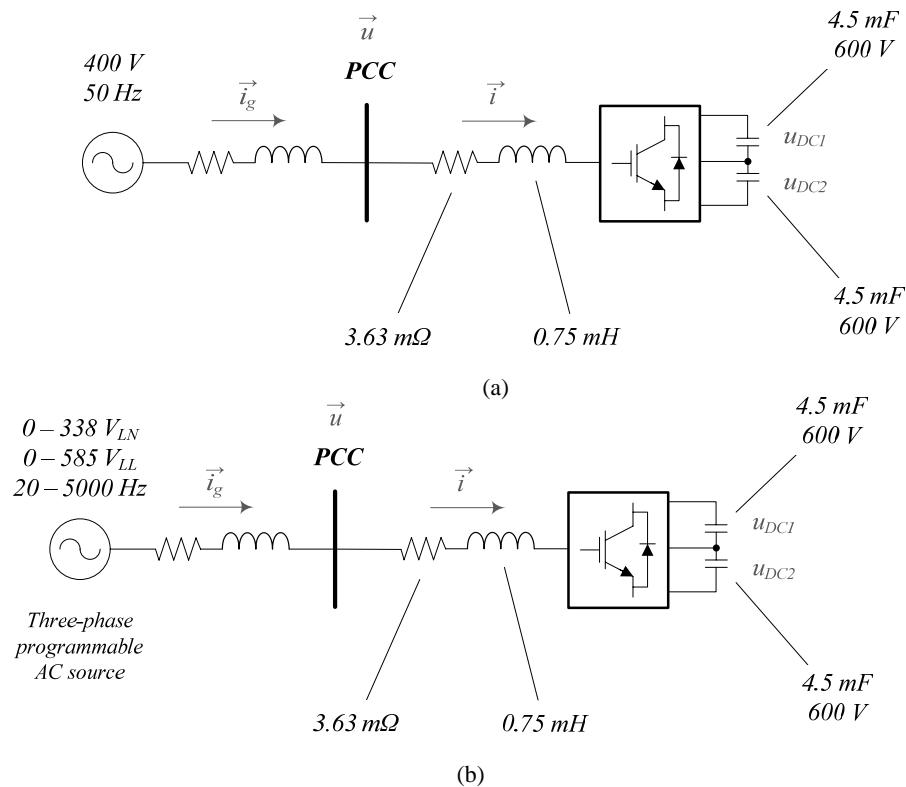 400 V
50 Hz
i_g
u
PCC
i
4.5 mF
600 V
u_DC1
u_DC2
4.5 mF
600 V
3.63 mΩ
0.75 mH
(a)
0 – 338 V_LN
0 – 585 V_LL
20 – 5000 Hz
i_g
u
PCC
i
4.5 mF
600 V
u_DC1
u_DC2
Three-phase
programmable
AC source
4.5 mF
600 V
3.63 mΩ
0.75 mH
(b)